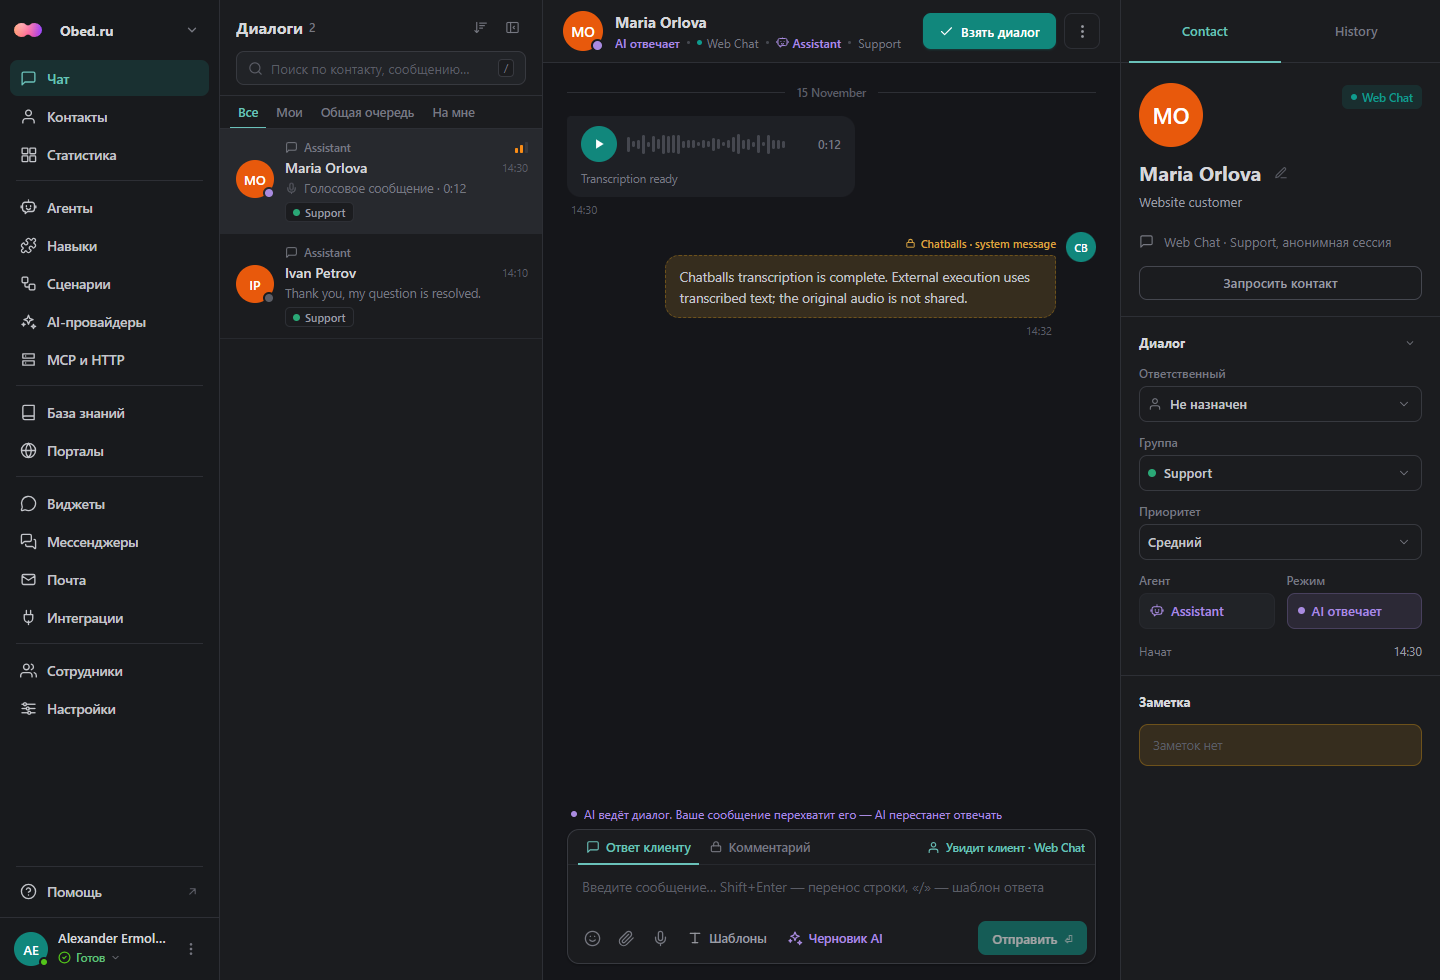 Obed.ru
Чат
Контакты
Статистика
Агенты
Навыки
Сценарии
AI-провайдеры
MCP и HTTP
База знаний
Порталы
Виджеты
Мессенджеры
Почта
Интеграции
Сотрудники
Настройки
Помощь
AE
Alexander Ermol...
Готов
Диалоги 2
Поиск по контакту, сообщению... /
Все Мои Общая очередь На мне
Assistant
MO
Maria Orlova 14:30
Голосовое сообщение · 0:12
Support
Assistant
IP
Ivan Petrov 14:10
Thank you, my question is resolved.
Support
MO
Maria Orlova
AI отвечает • Web Chat • Assistant • Support
Взять диалог
15 November
0:12
Transcription ready
14:30
Chatballs · system message
CB
Chatballs transcription is complete. External execution uses
transcribed text; the original audio is not shared.
14:32
AI ведёт диалог. Ваше сообщение перехватит его — AI перестанет отвечать
Ответ клиенту Комментарий Увидит клиент · Web Chat
Введите сообщение... Shift+Enter — перенос строки, «/» — шаблон ответа
Шаблоны Черновик AI Отправить
Contact History
MO
Web Chat
Maria Orlova
Website customer
Web Chat · Support, анонимная сессия
Запросить контакт
Диалог
Ответственный
Не назначен
Группа
Support
Приоритет
Средний
Агент Режим
Assistant AI отвечает
Начат 14:30
Заметка
Заметок нет